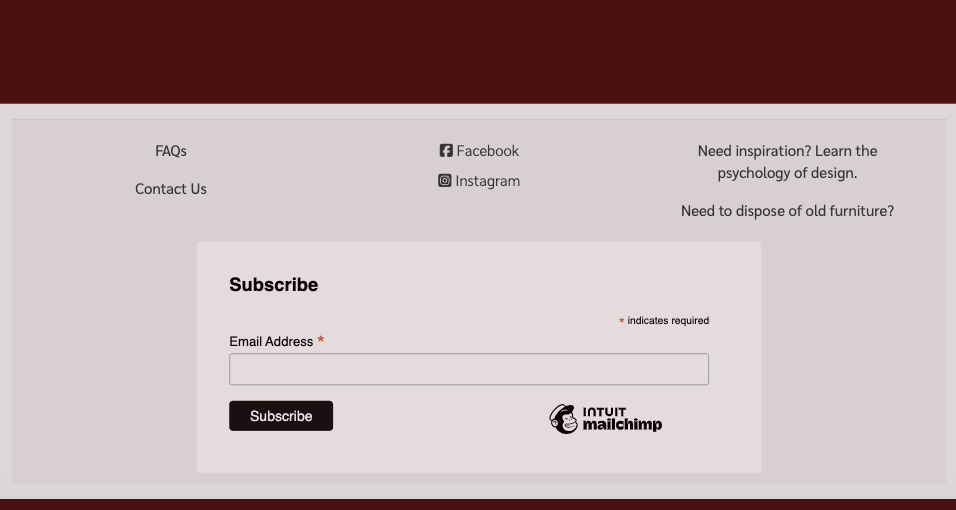 FAQs
Contact Us
Facebook
Instagram
Need inspiration? Learn the
psychology of design.
Need to dispose of old furniture?
Subscribe
* indicates required
Email Address *
Subscribe
INTUIT
mailchimp